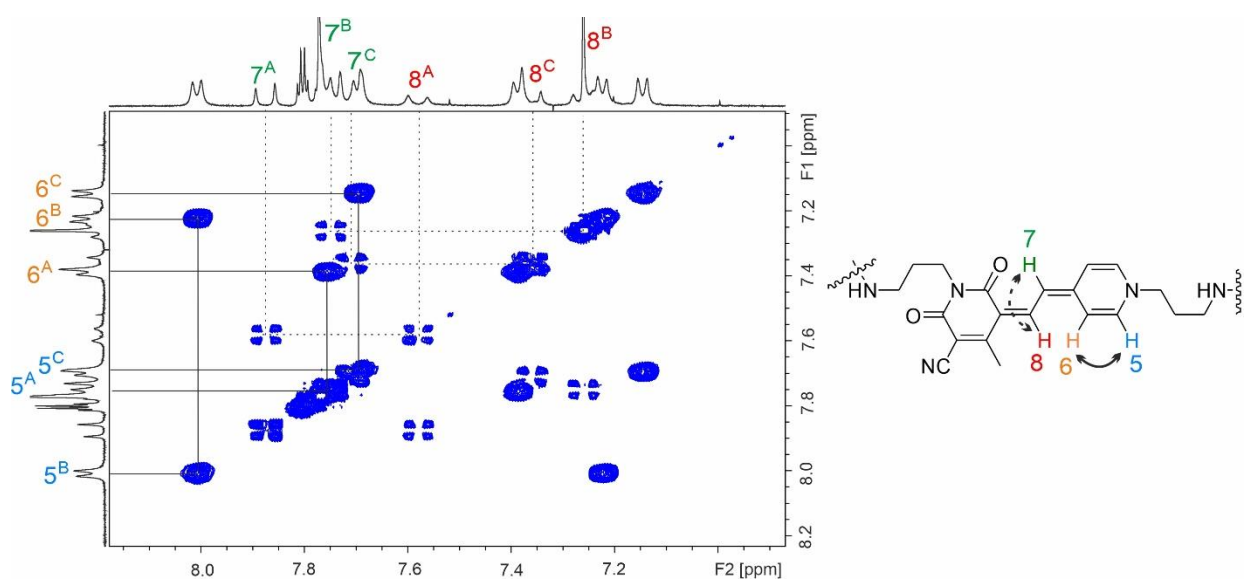 7ᴬ
7ᴮ
7ᶜ
8ᴬ
8ᶜ
8ᴮ
6ᶜ
6ᴮ
6ᴬ
5ᶜ
5ᴬ
5ᴮ
F1 [ppm]
7.2
7.4
7.6
7.8
8.0
8.2
8.0 7.8 7.6 7.4 7.2 F2 [ppm]
7
H
O
HN N N HN
O
H H H
CN 8 6 5